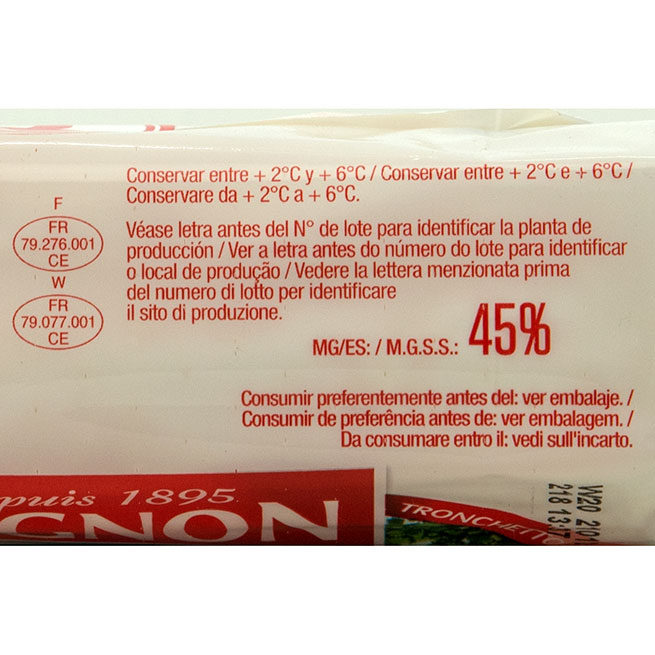 Conservar entre + 2°C y + 6°C / Conservar entre + 2°C e + 6°C /
Conservare da + 2°C a + 6°C.
F
FR
79.276.001
CE
W
FR
79.077.001
CE
Véase letra antes del N° de lote para identificar la planta de
producción / Ver a letra antes do número do lote para identificar
o local de produção / Vedere la lettera menzionata prima
del numero di lotto per identificare
il sito di produzione.
MG/ES: / M.G.S.S.: 45%
Consumir preferentemente antes del: ver embalaje. /
Consumir de preferência antes de: ver embalagem. /
Da consumare entro il: vedi sull'incarto.
puis 1895
GNON
TRONCHETTO
W20
218